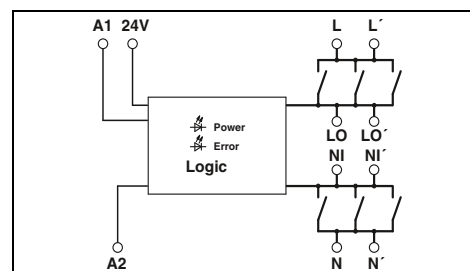 A1 24V L L´
Power
Error
Logic
LO LO´
NI NI´
A2 N N´